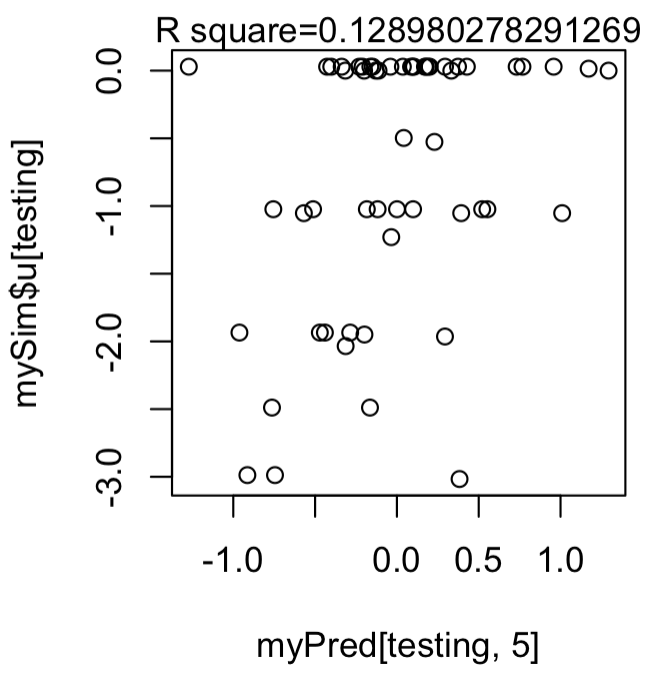 R square=0.128980278291269
mySim$u[testing]
0.0
-1.0
-2.0
-3.0
-1.0 0.0 0.5 1.0
myPred[testing, 5]